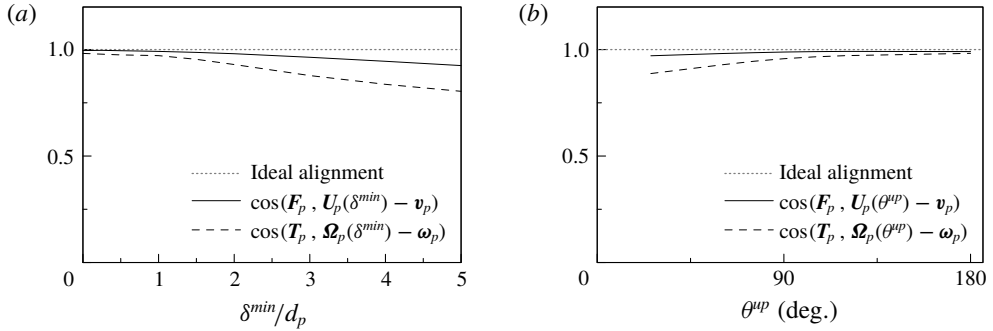 (a)
1.0
0.5
0 1 2 3 4 5
δ^min/d_p
Ideal alignment
cos(F_p , U_p(δ^min) − v_p)
cos(T_p , Ω_p(δ^min) − ω_p)
(b)
1.0
0.5
0 90 180
θ^up (deg.)
Ideal alignment
cos(F_p , U_p(θ^up) − v_p)
cos(T_p , Ω_p(θ^up) − ω_p)